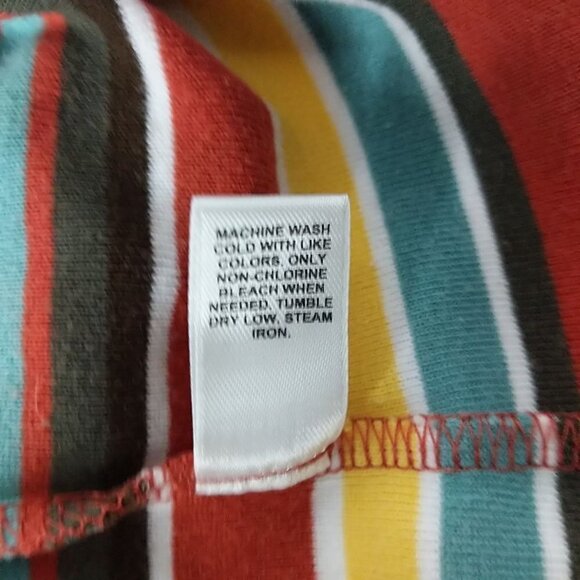 MACHINE WASH
COLD WITH LIKE
COLORS, ONLY
NON-CHLORINE
BLEACH WHEN
NEEDED, TUMBLE
DRY LOW, STEAM
IRON.